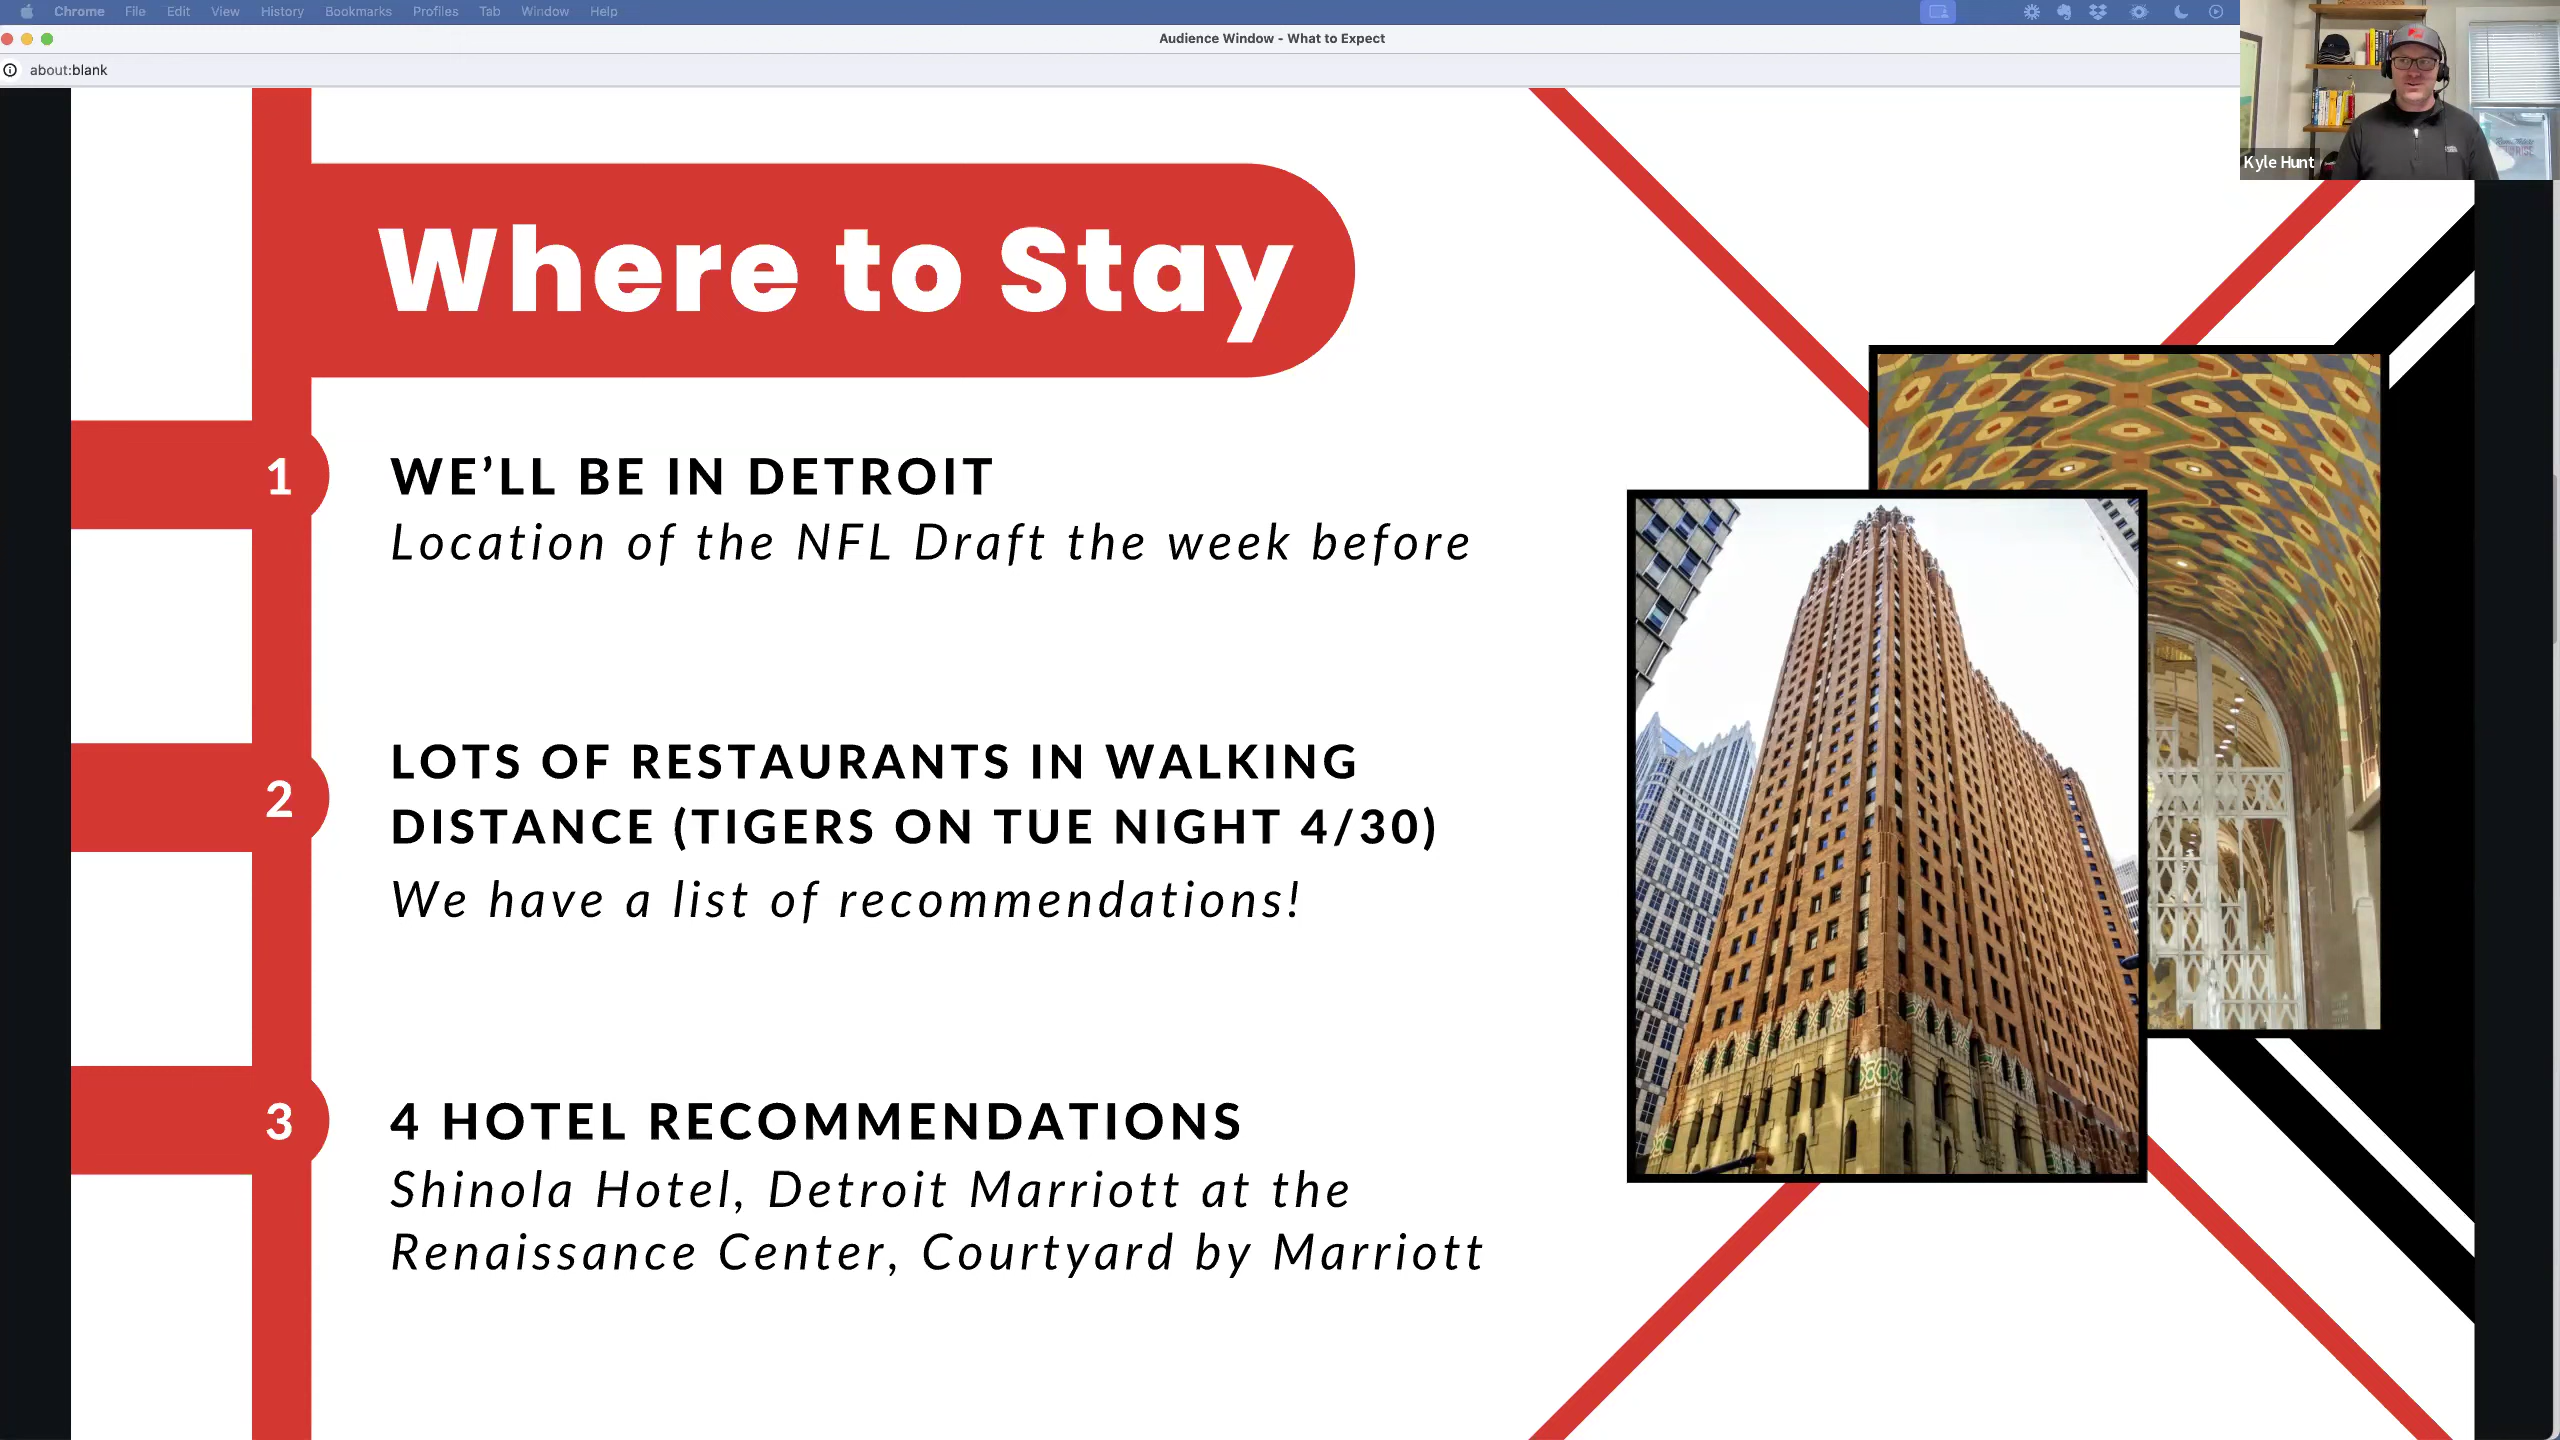 Chrome File Edit View History Bookmarks Profiles Tab Window Help
Audience Window - What to Expect
about:blank
Kyle Hunt
Where to Stay
1
WE’LL BE IN DETROIT
Location of the NFL Draft the week before
2
LOTS OF RESTAURANTS IN WALKING
DISTANCE (TIGERS ON TUE NIGHT 4/30)
We have a list of recommendations!
3
4 HOTEL RECOMMENDATIONS
Shinola Hotel, Detroit Marriott at the
Renaissance Center, Courtyard by Marriott